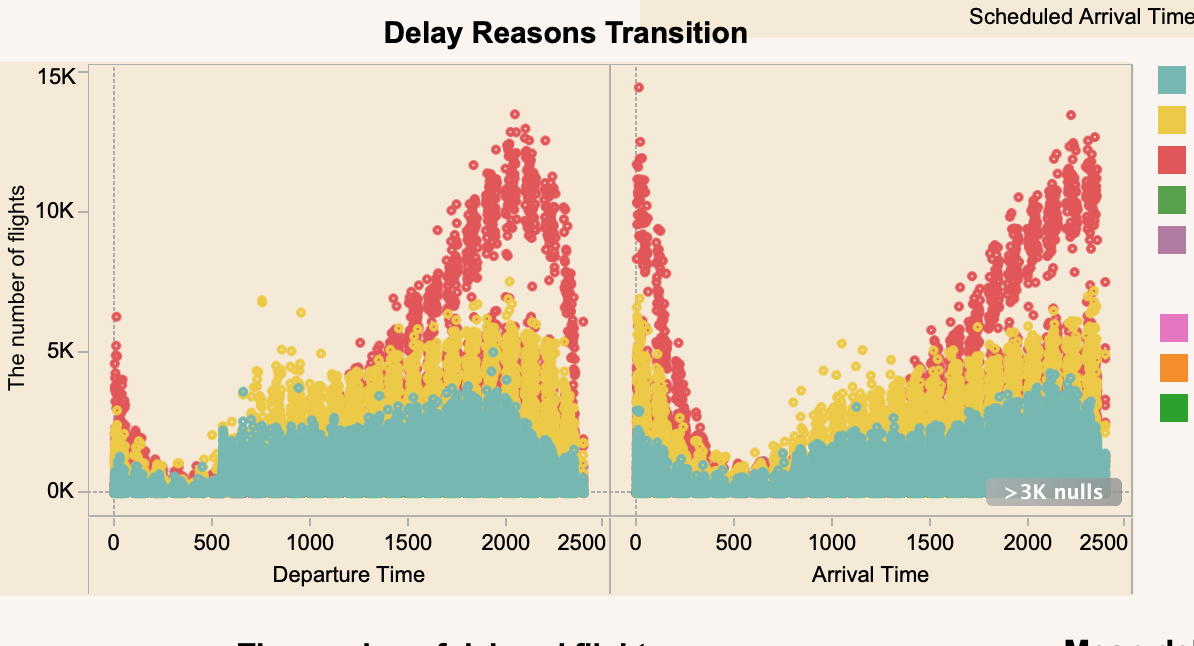 Scheduled Arrival Time
Delay Reasons Transition
The number of flights
15K
10K
5K
0K
>3K nulls
0 500 1000 1500 2000 2500 0 500 1000 1500 2000 2500
Departure Time Arrival Time